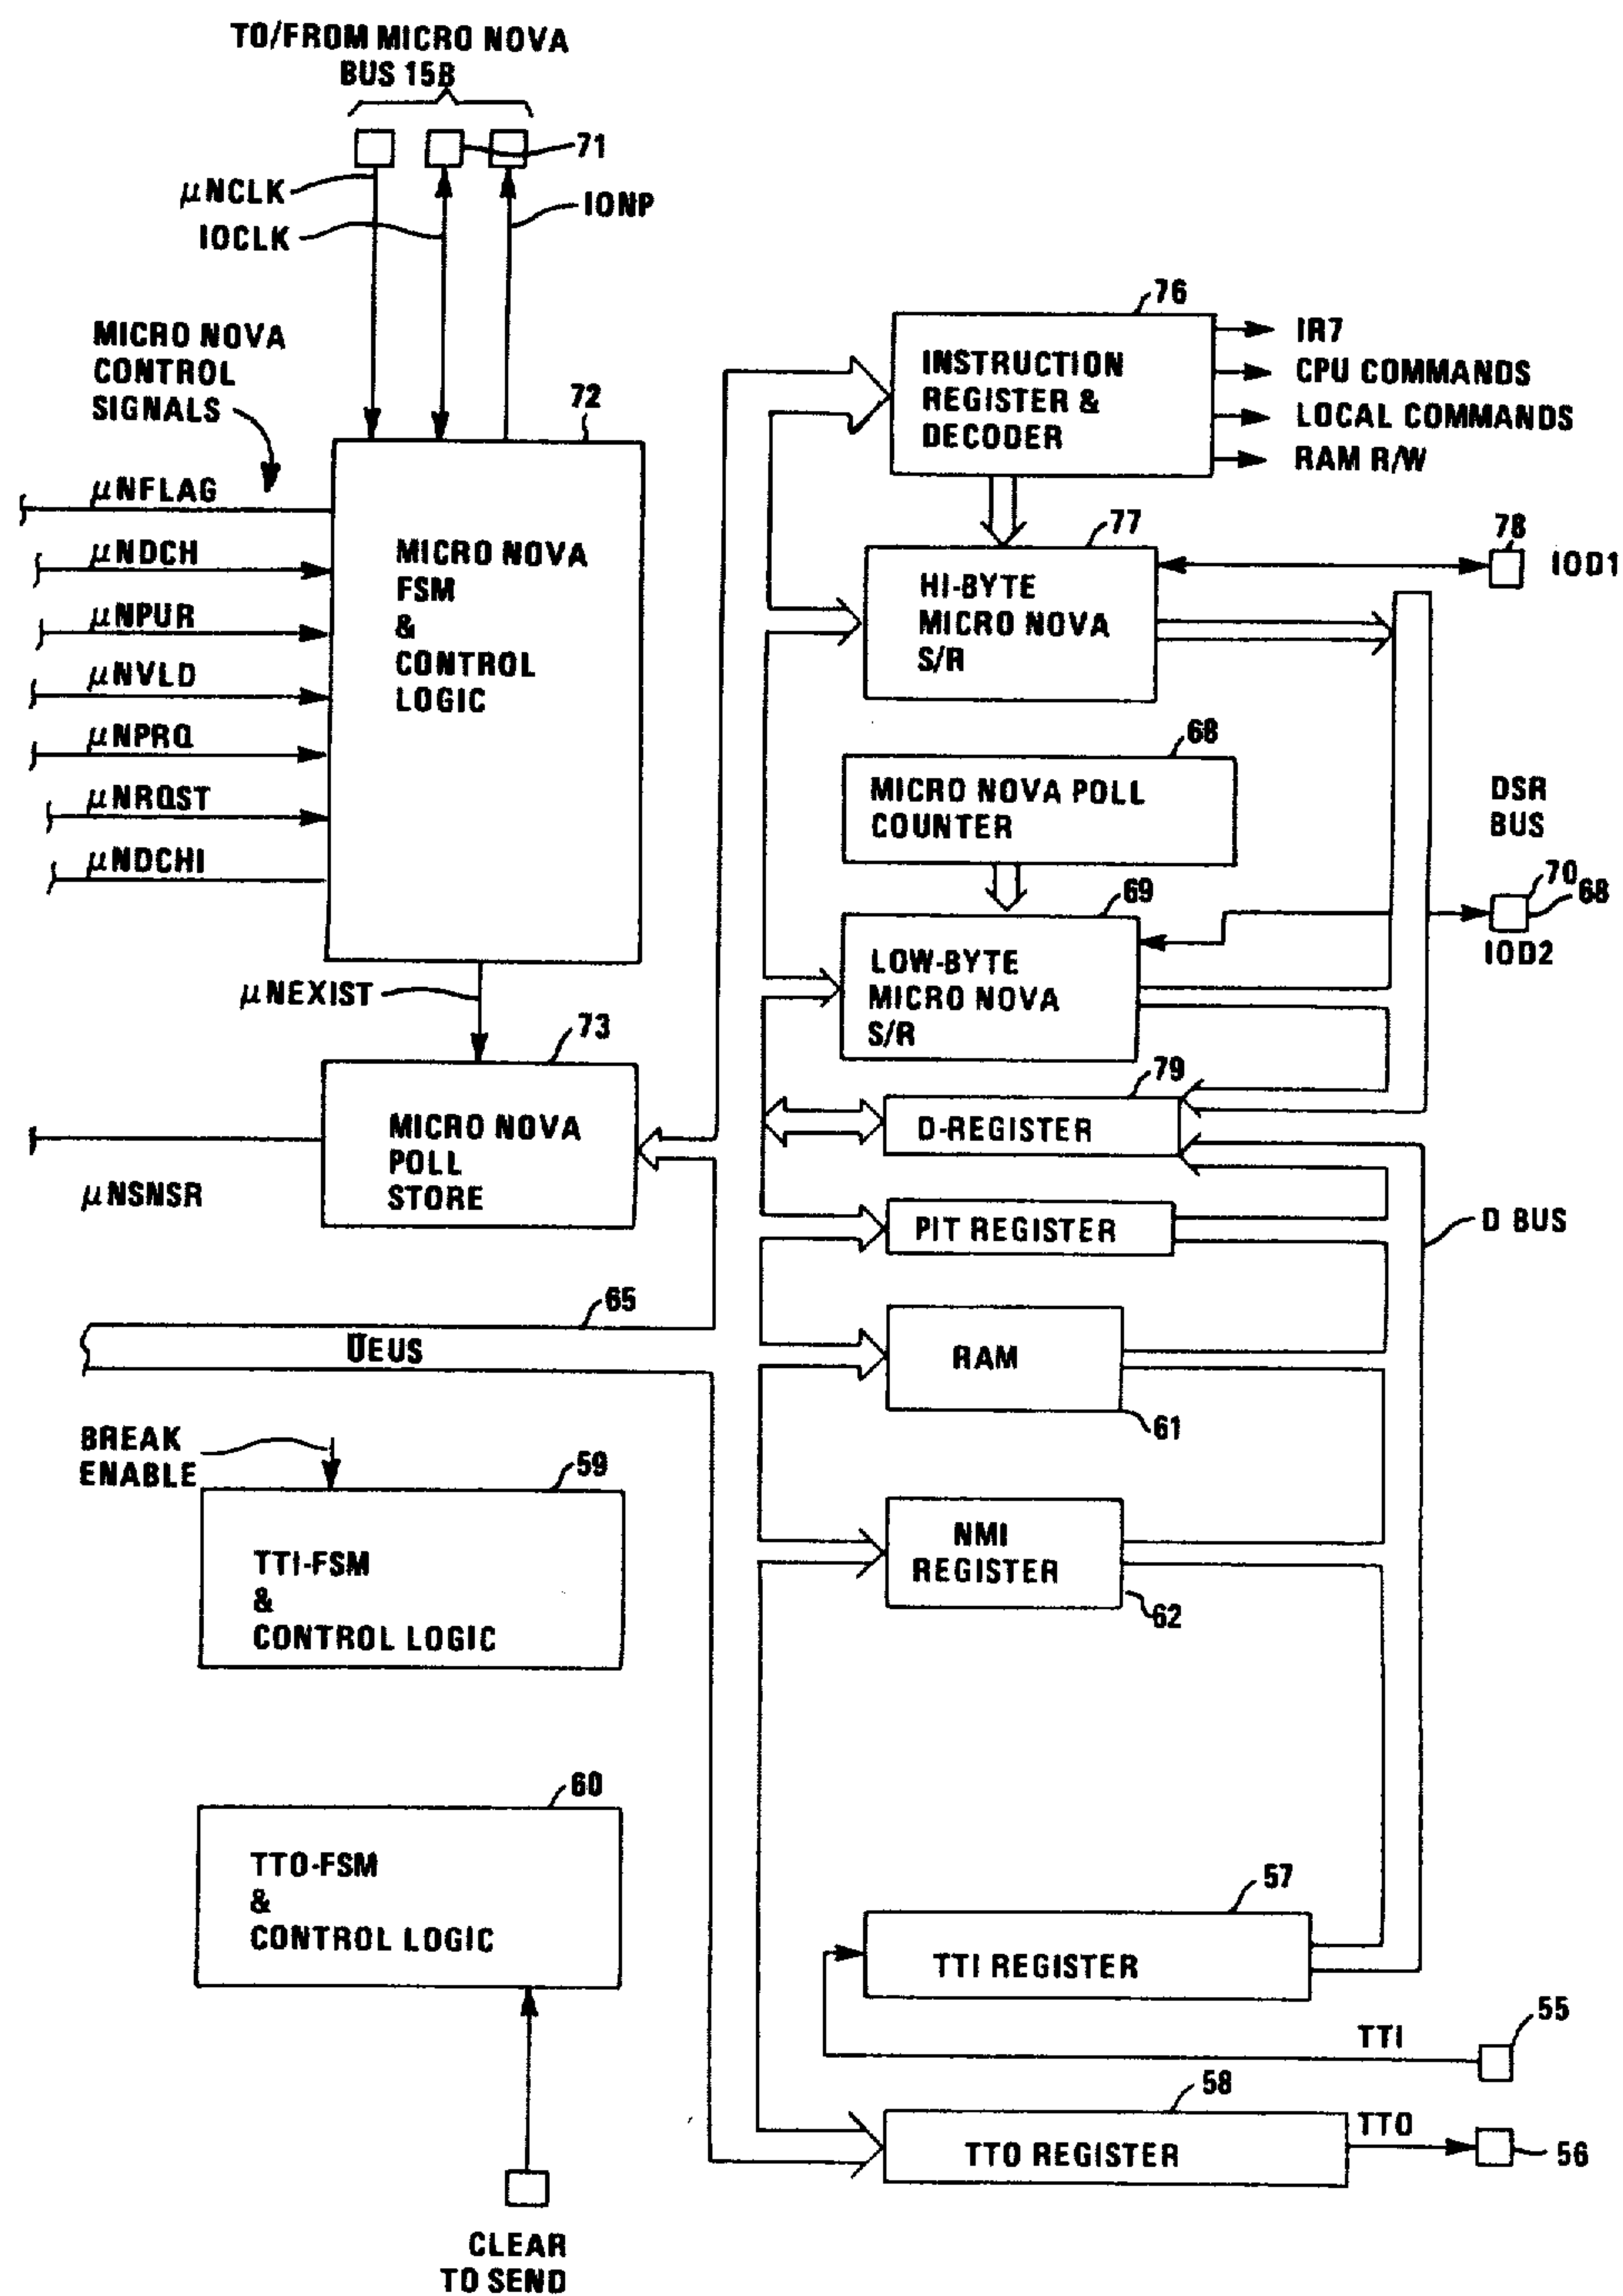 TO/FROM MICRO NOVA
BUS 15B
71
μNCLK
IOCLK
IONP
MICRO NOVA
CONTROL
SIGNALS
72
μNFLAG
μNDCH
μNPUR
μNVLD
μNPRQ
μNRQST
μNDCHI
MICRO NOVA
FSM
&
CONTROL
LOGIC
μNEXIST
73
MICRO NOVA
POLL
STORE
μNSNSR
65
UEUS
BREAK
ENABLE
59
TTI-FSM
&
CONTROL LOGIC
60
TTO-FSM
&
CONTROL LOGIC
CLEAR
TO SEND
76
INSTRUCTION
REGISTER &
DECODER
IR7
CPU COMMANDS
LOCAL COMMANDS
RAM R/W
77
HI-BYTE
MICRO NOVA
S/R
78
IOD1
68
MICRO NOVA POLL
COUNTER
DSR
BUS
69
LOW-BYTE
MICRO NOVA
S/R
70
68
IOD2
79
D-REGISTER
PIT REGISTER
D BUS
RAM
61
NMI
REGISTER
62
57
TTI REGISTER
TTI
55
58
TTO REGISTER
TTO
56